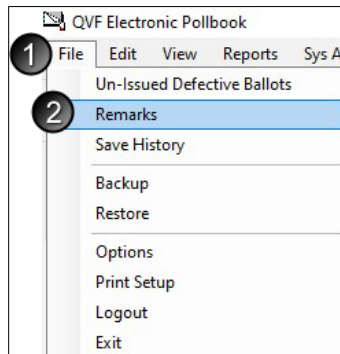 QVF Electronic Pollbook
1 File Edit View Reports Sys A
Un-Issued Defective Ballots
2 Remarks
Save History
Backup
Restore
Options
Print Setup
Logout
Exit